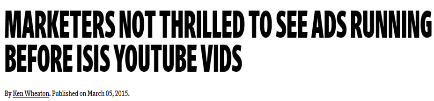 MARKETERS NOT THRILLED TO SEE ADS RUNNING
BEFORE ISIS YOUTUBE VIDS
By Ken Wheaton. Published on March 05, 2015.